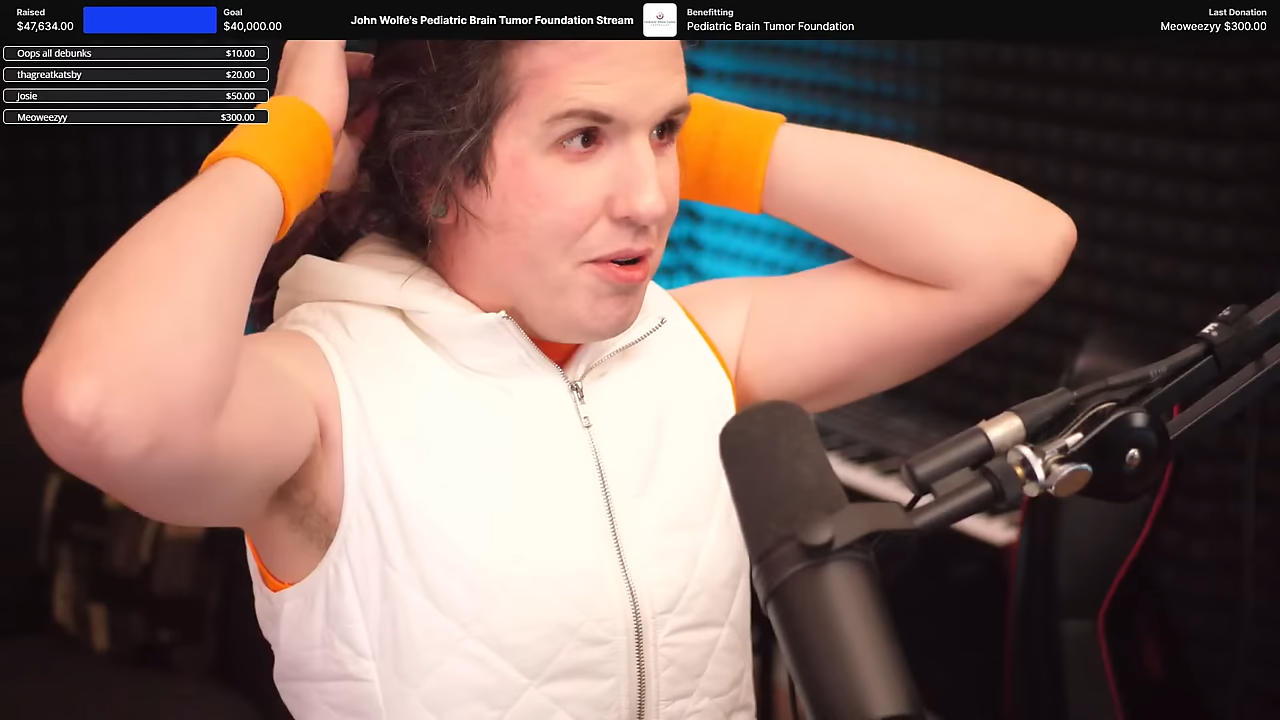 Raised
$47,634.00
Goal
$40,000.00
John Wolfe's Pediatric Brain Tumor Foundation Stream
Benefitting
Pediatric Brain Tumor Foundation
Last Donation
Meoweezyy $300.00
Oops all debunks $10.00
thagreatkatsby $20.00
Josie $50.00
Meoweezyy $300.00